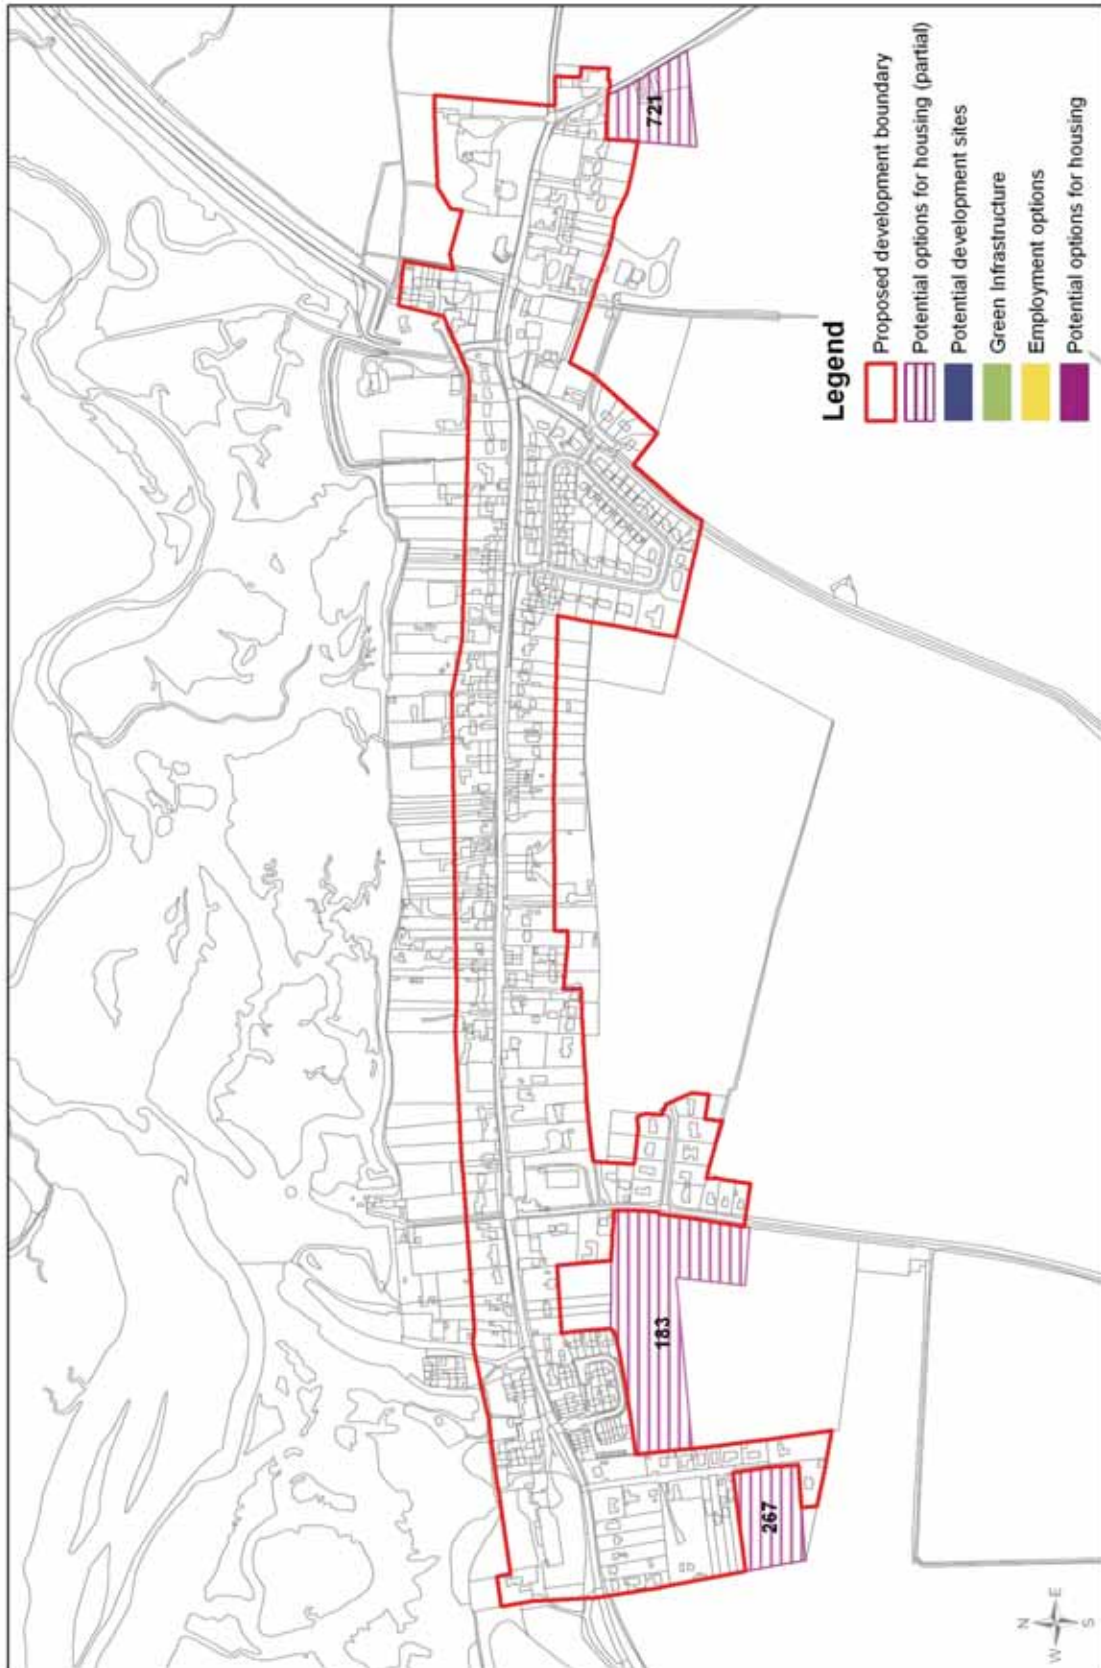 267
183
721
Legend
Proposed development boundary
Potential options for housing (partial)
Potential development sites
Green Infrastructure
Employment options
Potential options for housing
N
W E
S